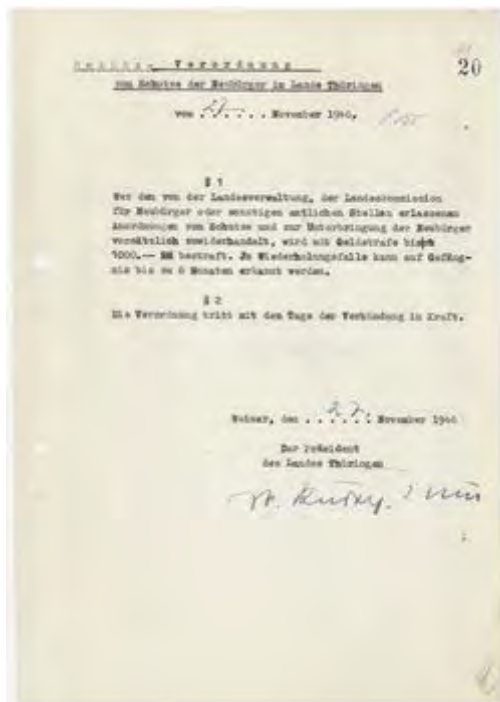 20
Verordnung
zum Schutze der Neubürger im Lande Thüringen
vom 27. . . . November 1946.
§ 1
Wer den von der Landesverwaltung, der Landeskommission
für Neubürger oder sonstigen amtlichen Stellen erlassenen
Anordnungen zum Schutze und zur Unterbringung der Neubürger
vorsätzlich zuwiderhandelt, wird mit Geldstrafe bis
1000.-- RM bestraft. Im Wiederholungsfalle kann auf Gefäng-
nis bis zu 6 Monaten erkannt werden.
§ 2
Die Verordnung tritt mit dem Tage der Verkündung in Kraft.
Weimar, den . . 27. . November 1946
Der Präsident
des Landes Thüringen